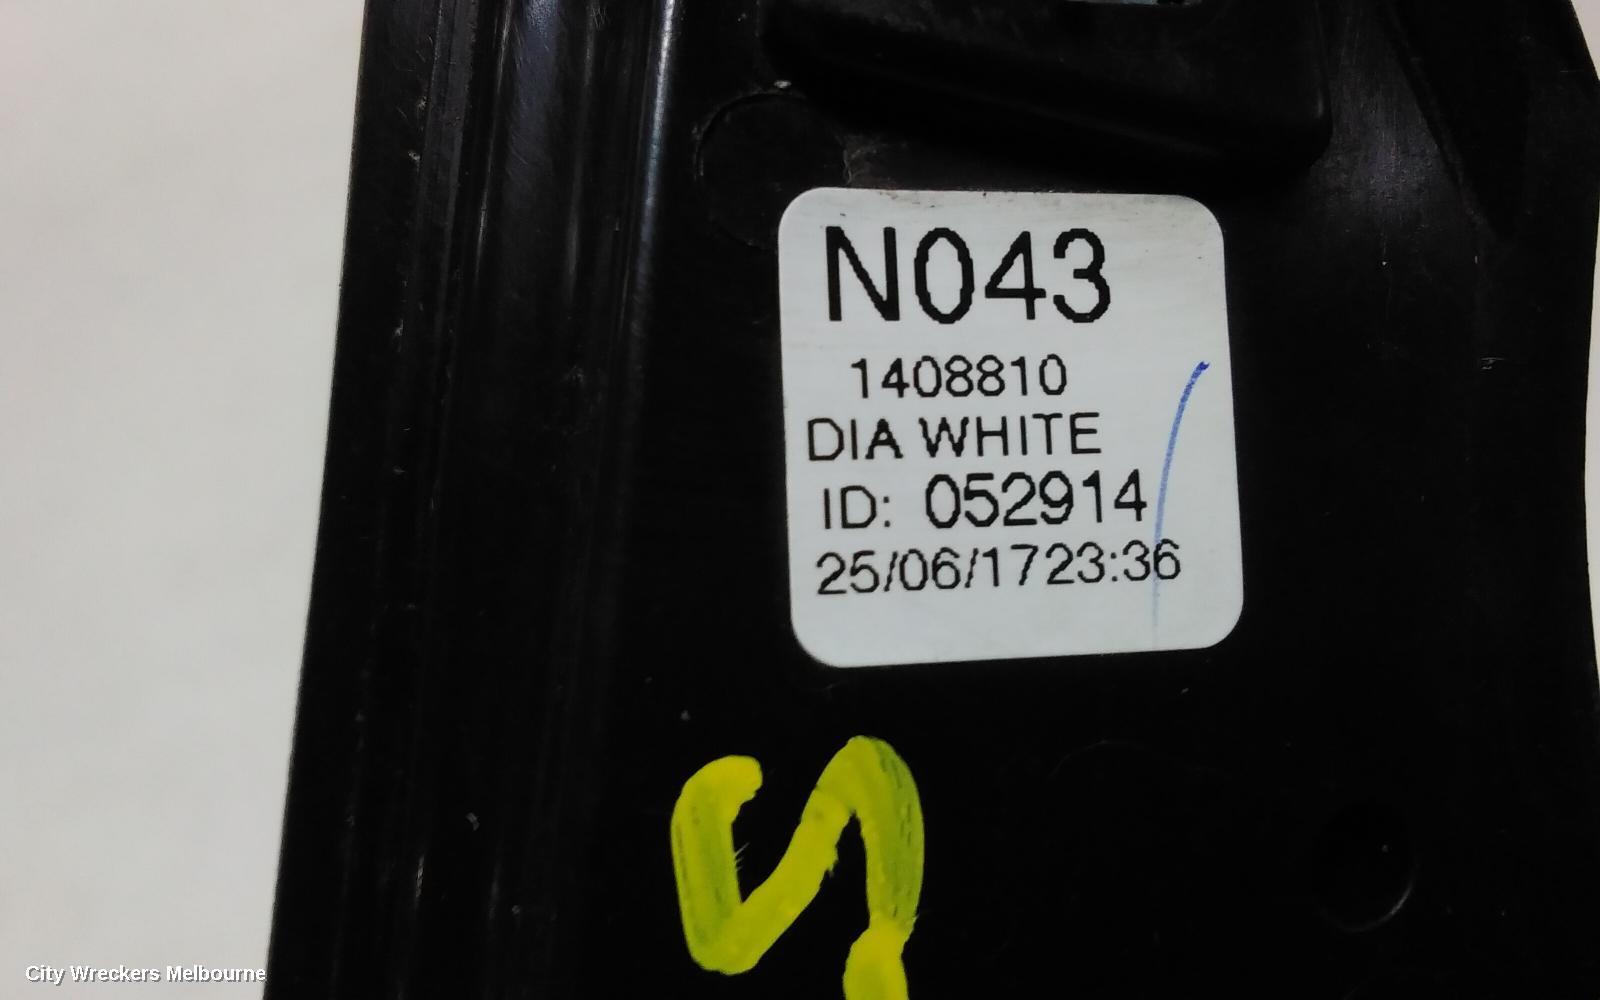 N043
1408810
DIA WHITE
ID: 052914
25/06/1723:36
City Wreckers Melbourne